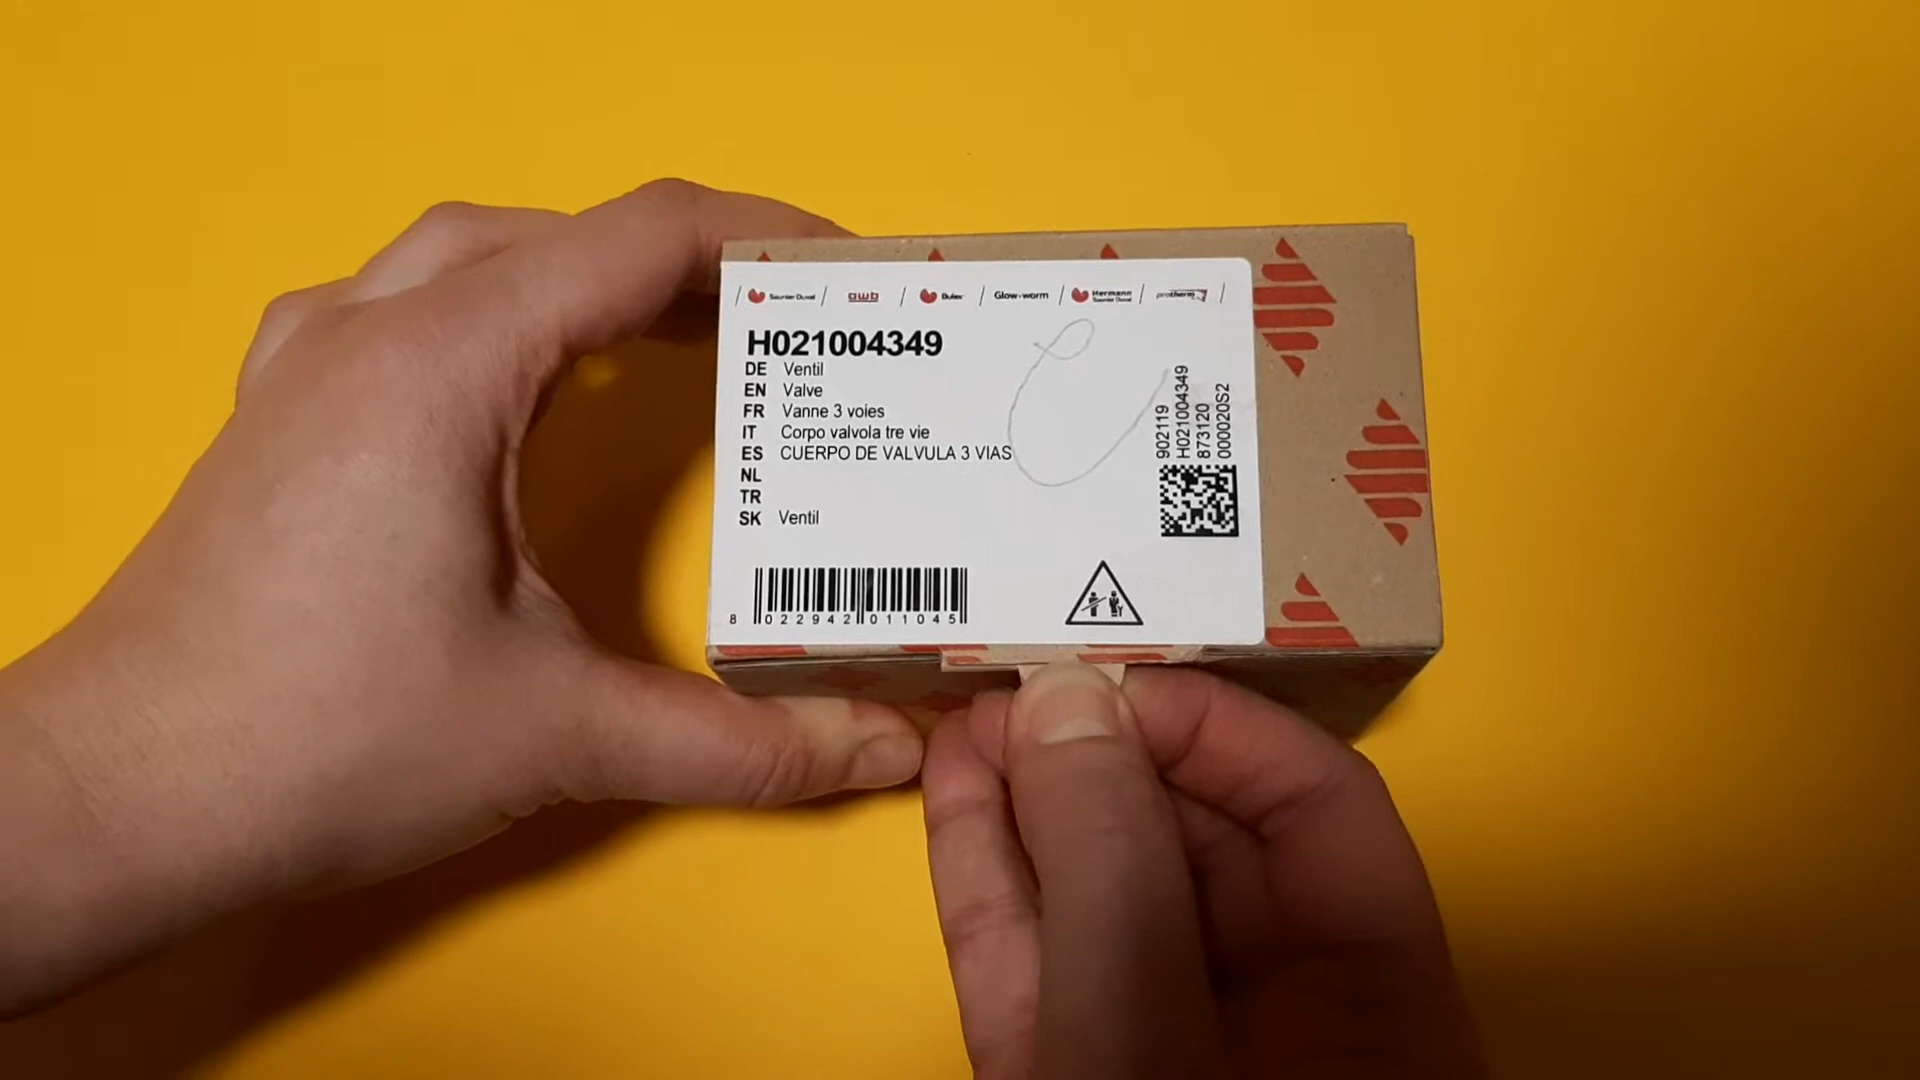 Saunier Duval / awb / Bulex / Glow-worm / Hermann Saunier Duval / protherm /
H021004349
DE Ventil
EN Valve
FR Vanne 3 voies
IT Corpo valvola tre vie
ES CUERPO DE VALVULA 3 VIAS
NL
TR
SK Ventil
902119
H021004349
873120
000020S2
8 022942 011045